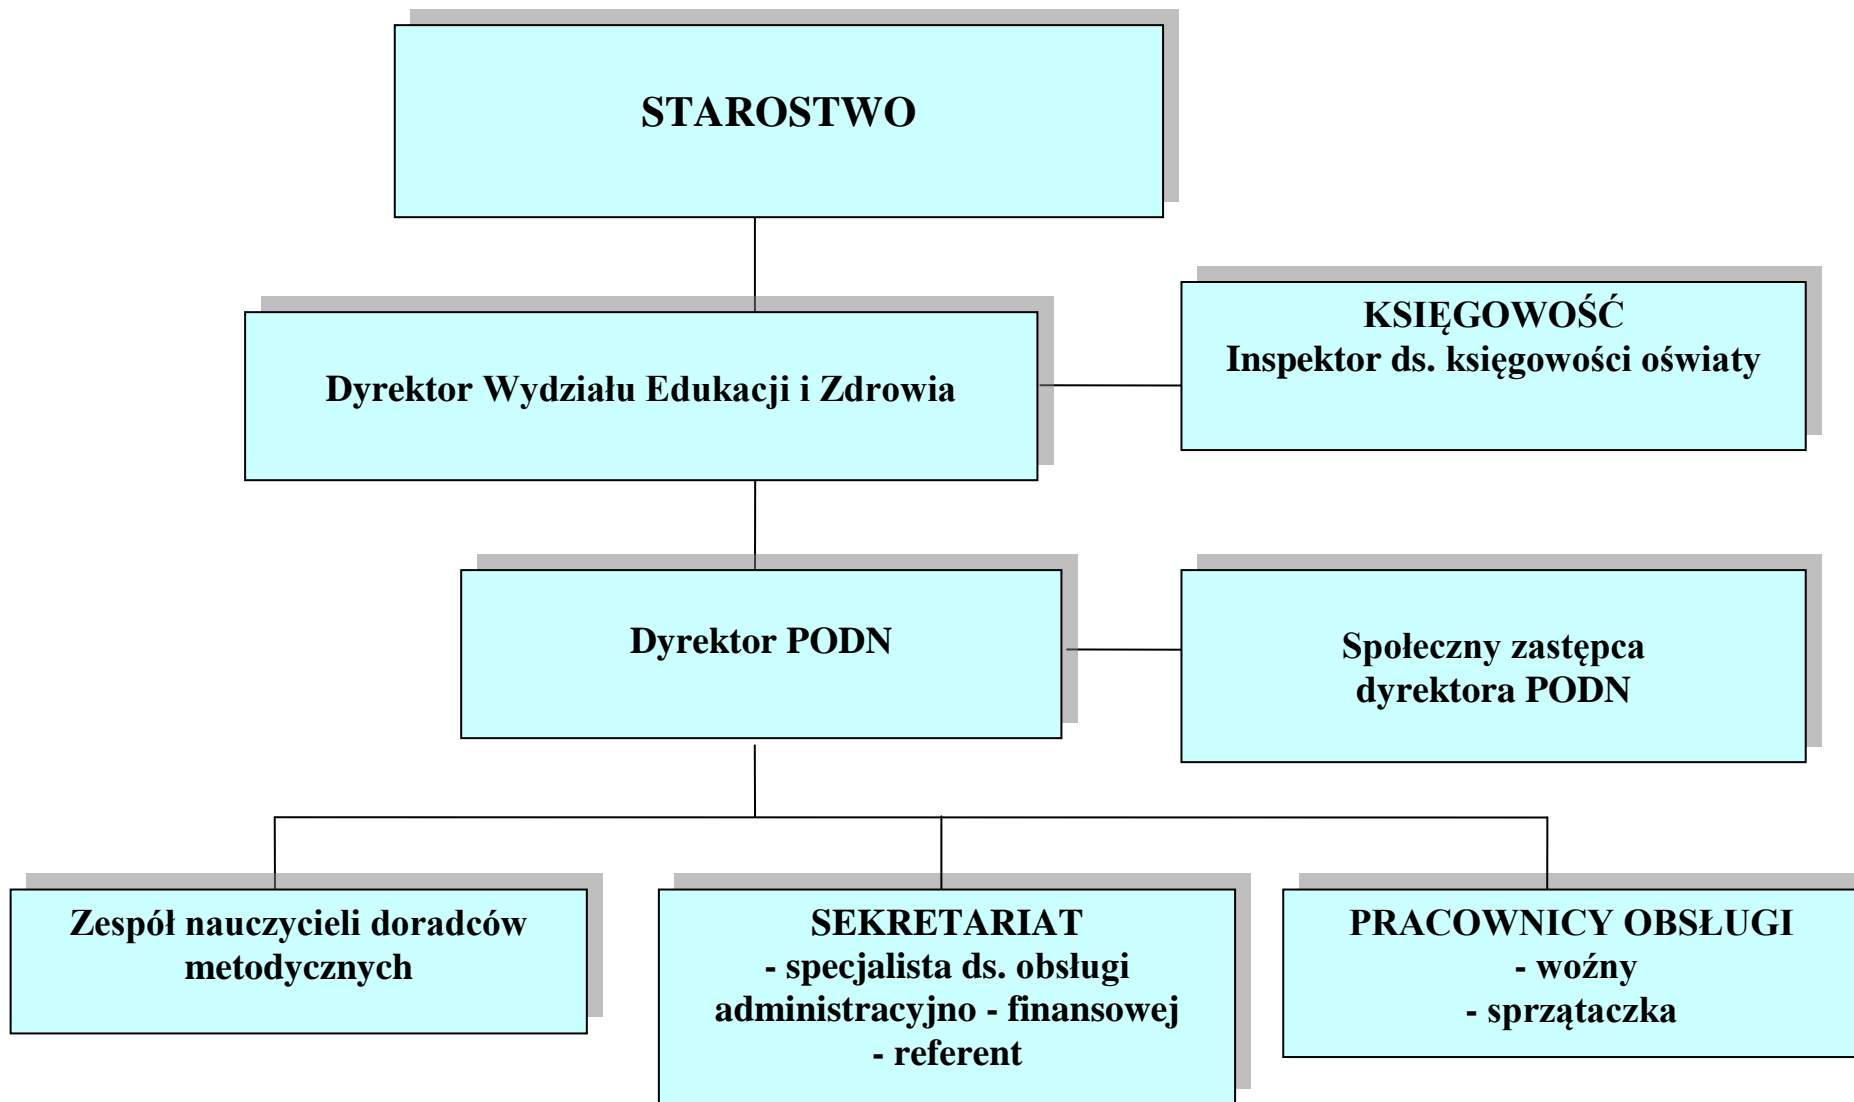 STAROSTWO
KSIĘGOWOŚĆ
Inspektor ds. księgowości oświaty
Dyrektor Wydziału Edukacji i Zdrowia
Dyrektor PODN
Społeczny zastępca
dyrektora PODN
Zespół nauczycieli doradców
metodycznych
SEKRETARIAT
- specjalista ds. obsługi
administracyjno - finansowej
- referent
PRACOWNICY OBSŁUGI
- woźny
- sprzątaczka